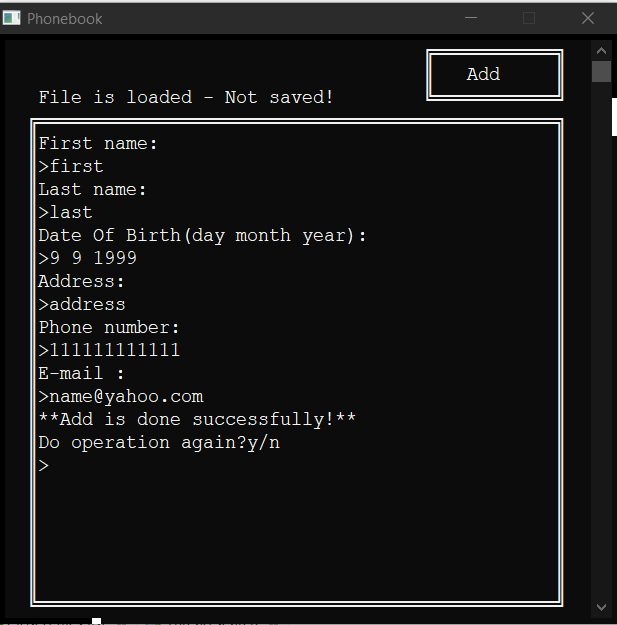 Phonebook
Add
File is loaded - Not saved!
First name:
>first
Last name:
>last
Date Of Birth(day month year):
>9 9 1999
Address:
>address
Phone number:
>111111111111
E-mail :
>name@yahoo.com
**Add is done successfully!**
Do operation again?y/n
>